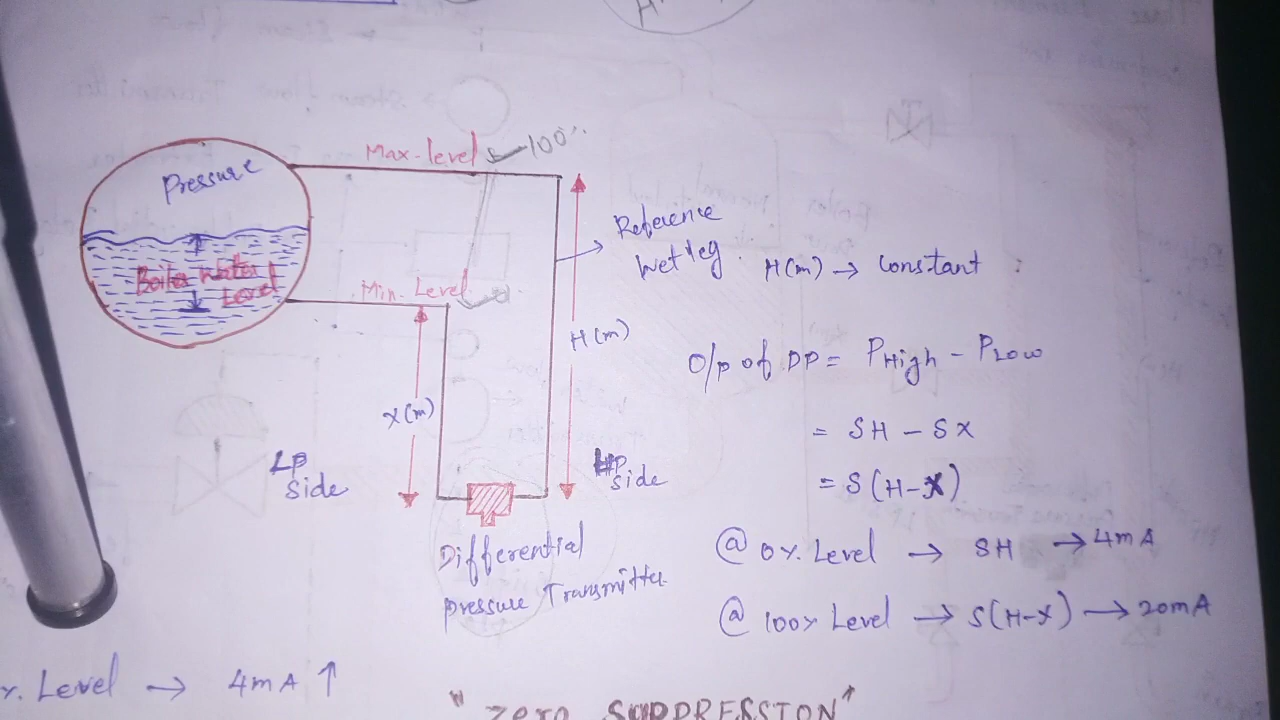 Max-level 100%
Pressure
Reference
wet leg
H(m) → constant
Boiler Water
Level
Min-Level
H(m)
O/p of DP = PHigh - PLow
X(m)
= SH - SX
LP
Side
HP
Side
= S(H-X)
Differential
pressure Transmitter
@ 0% Level → SH → 4mA
@ 100% Level → S(H-X) → 20mA
%. Level → 4mA ↑
"Zero SUPPRESSION"